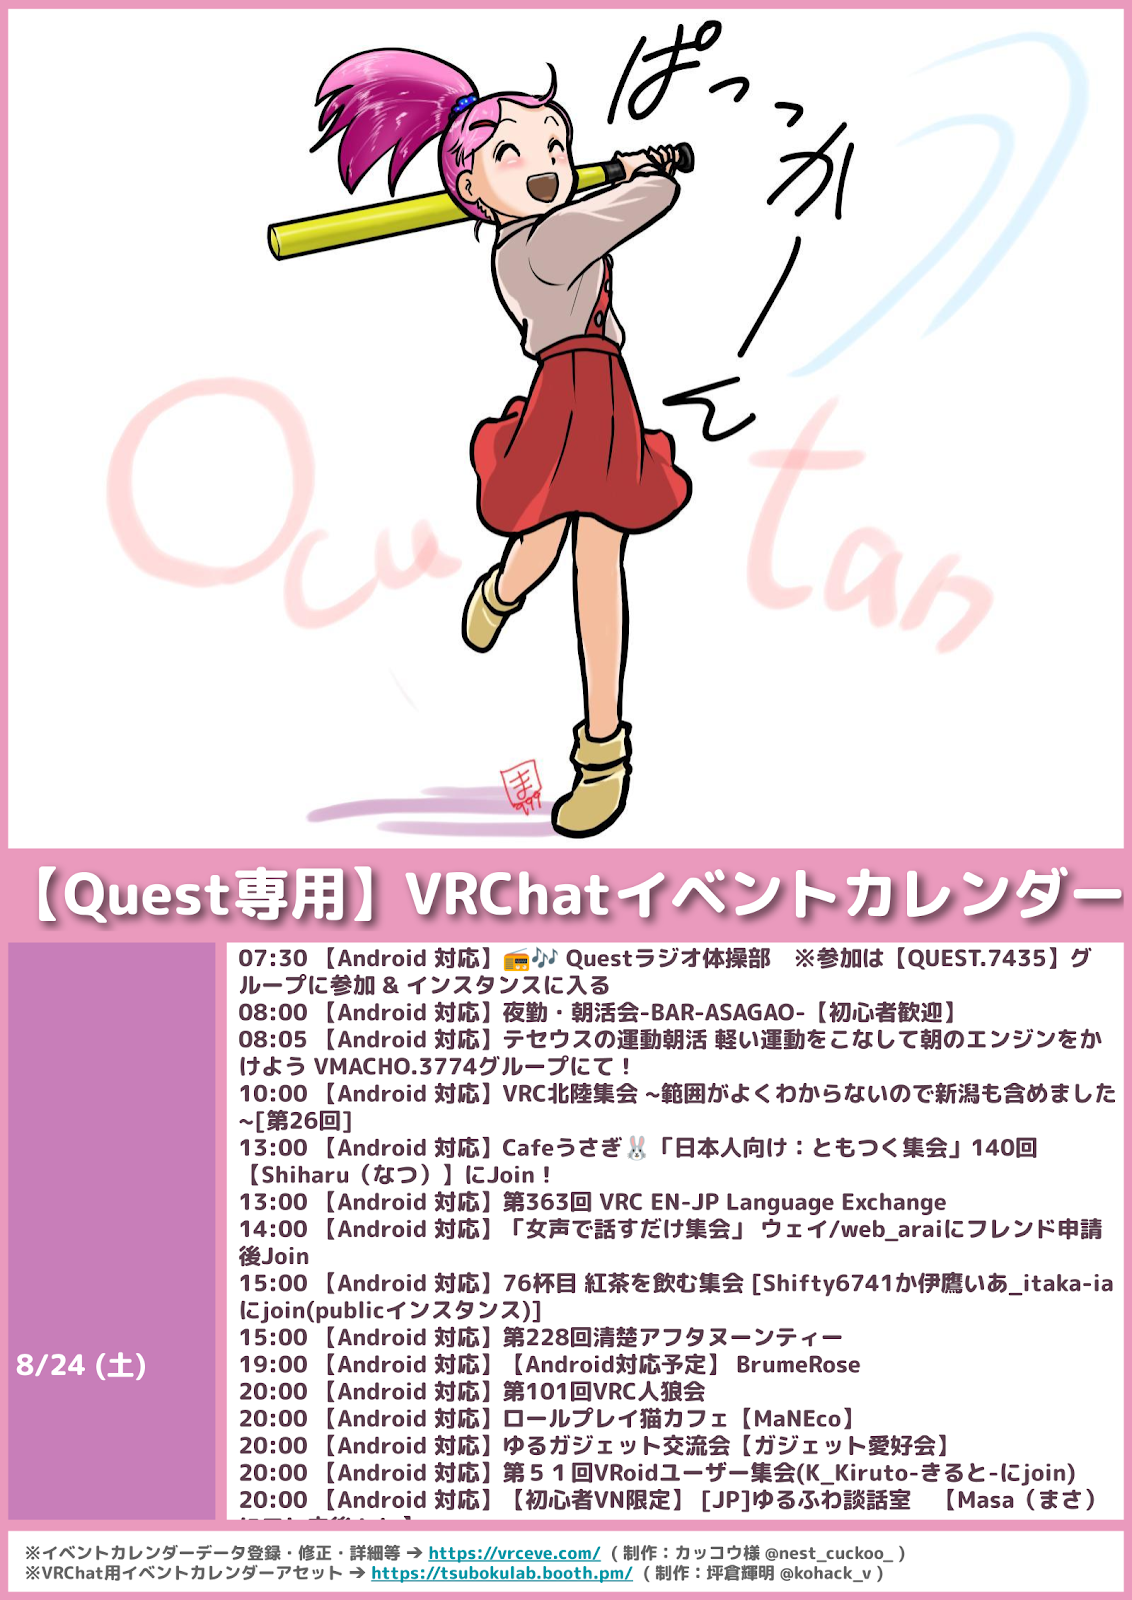 ぱっかーん
Ocu tan
ま
999
【Quest専用】VRChatイベントカレンダー
8/24 (土)
07:30 【Android 対応】📻🎶 Questラジオ体操部　※参加は【QUEST.7435】グ
ループに参加 & インスタンスに入る
08:00 【Android 対応】夜勤・朝活会-BAR-ASAGAO-【初心者歓迎】
08:05 【Android 対応】テセウスの運動朝活 軽い運動をこなして朝のエンジンをか
けよう VMACHO.3774グループにて！
10:00 【Android 対応】VRC北陸集会 ~範囲がよくわからないので新潟も含めました
~[第26回]
13:00 【Android 対応】Cafeうさぎ🐰「日本人向け：ともつく集会」140回
【Shiharu（なつ）】にJoin！
13:00 【Android 対応】第363回 VRC EN-JP Language Exchange
14:00 【Android 対応】「女声で話すだけ集会」 ウェイ/web_araiにフレンド申請
後Join
15:00 【Android 対応】76杯目 紅茶を飲む集会 [Shifty6741か伊鷹いあ_itaka-ia
にjoin(publicインスタンス)]
15:00 【Android 対応】第228回清楚アフタヌーンティー
19:00 【Android 対応】【Android対応予定】 BrumeRose
20:00 【Android 対応】第101回VRC人狼会
20:00 【Android 対応】ロールプレイ猫カフェ【MaNEco】
20:00 【Android 対応】ゆるガジェット交流会【ガジェット愛好会】
20:00 【Android 対応】第５１回VRoidユーザー集会(K_Kiruto-きると-にjoin)
20:00 【Android 対応】【初心者VN限定】 [JP]ゆるふわ談話室　【Masa（まさ）
※イベントカレンダーデータ登録・修正・詳細等 ➔ https://vrceve.com/ ( 制作：カッコウ様 @nest_cuckoo_ )
※VRChat用イベントカレンダーアセット ➔ https://tsubokulab.booth.pm/ ( 制作：坪倉輝明 @kohack_v )